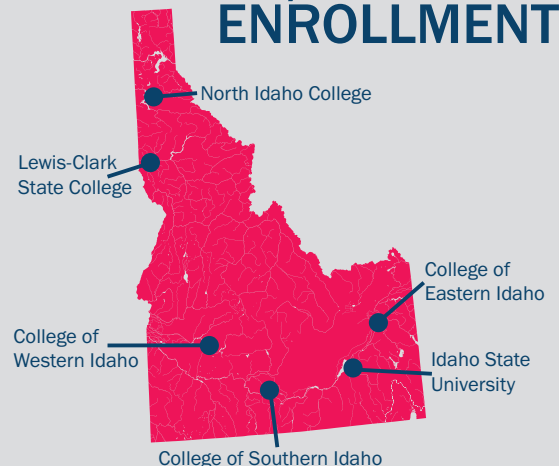 ENROLLMENT
North Idaho College
Lewis-Clark
State College
College of
Eastern Idaho
College of
Western Idaho
Idaho State
University
College of Southern Idaho